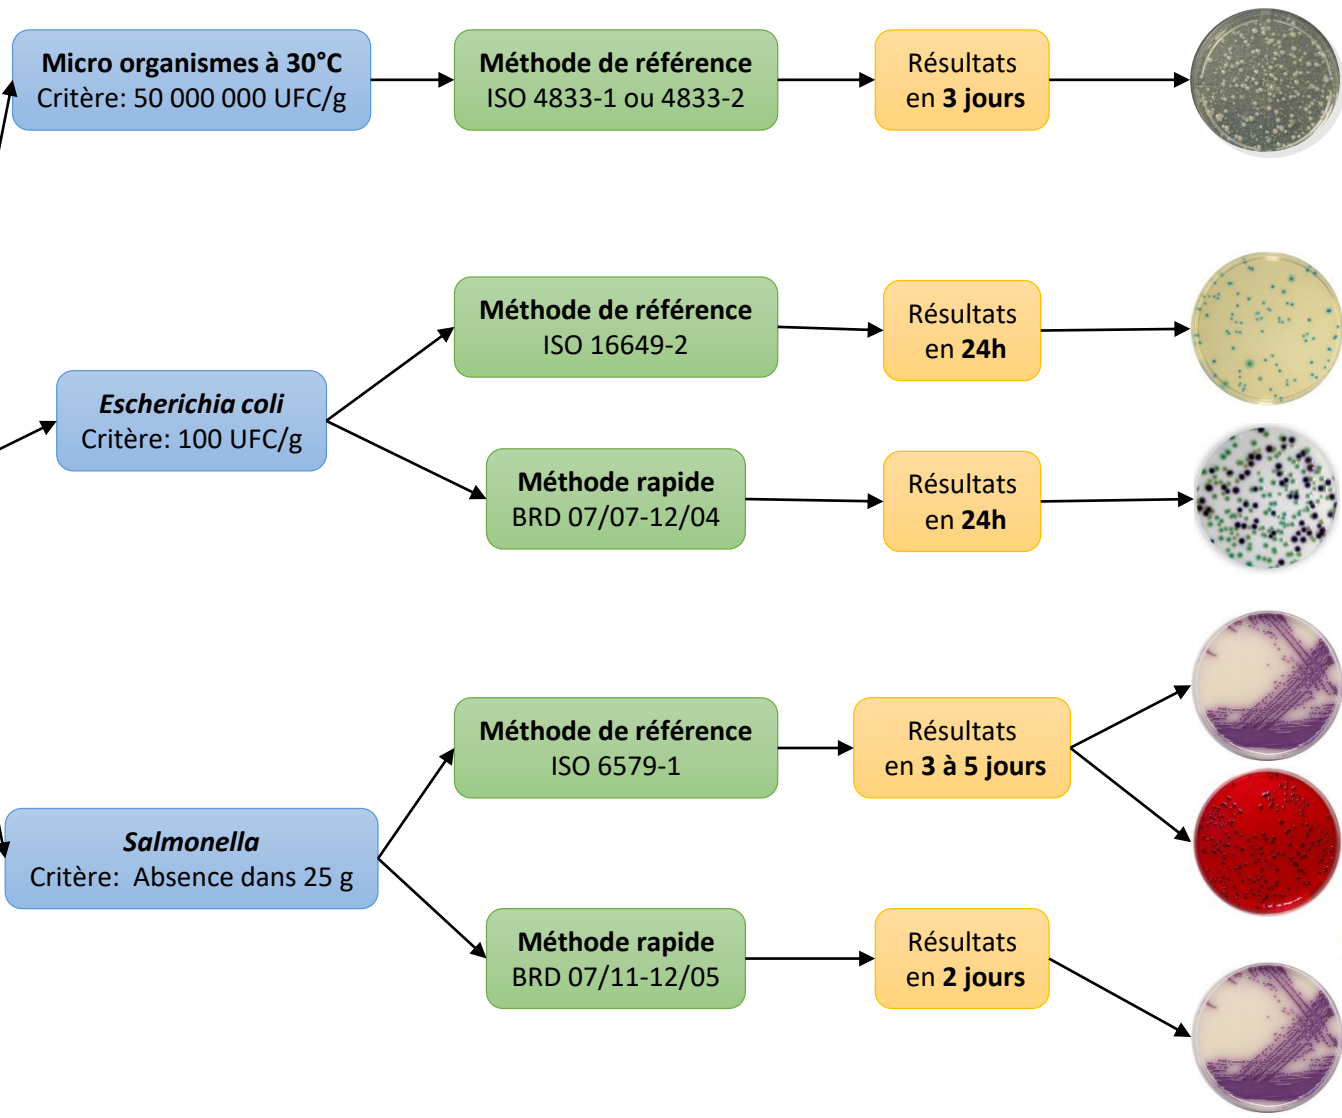 Micro organismes à 30°C
Critère: 50 000 000 UFC/g
Méthode de référence
ISO 4833-1 ou 4833-2
Résultats
en 3 jours
Escherichia coli
Critère: 100 UFC/g
Méthode de référence
ISO 16649-2
Résultats
en 24h
Méthode rapide
BRD 07/07-12/04
Résultats
en 24h
Salmonella
Critère: Absence dans 25 g
Méthode de référence
ISO 6579-1
Résultats
en 3 à 5 jours
Méthode rapide
BRD 07/11-12/05
Résultats
en 2 jours